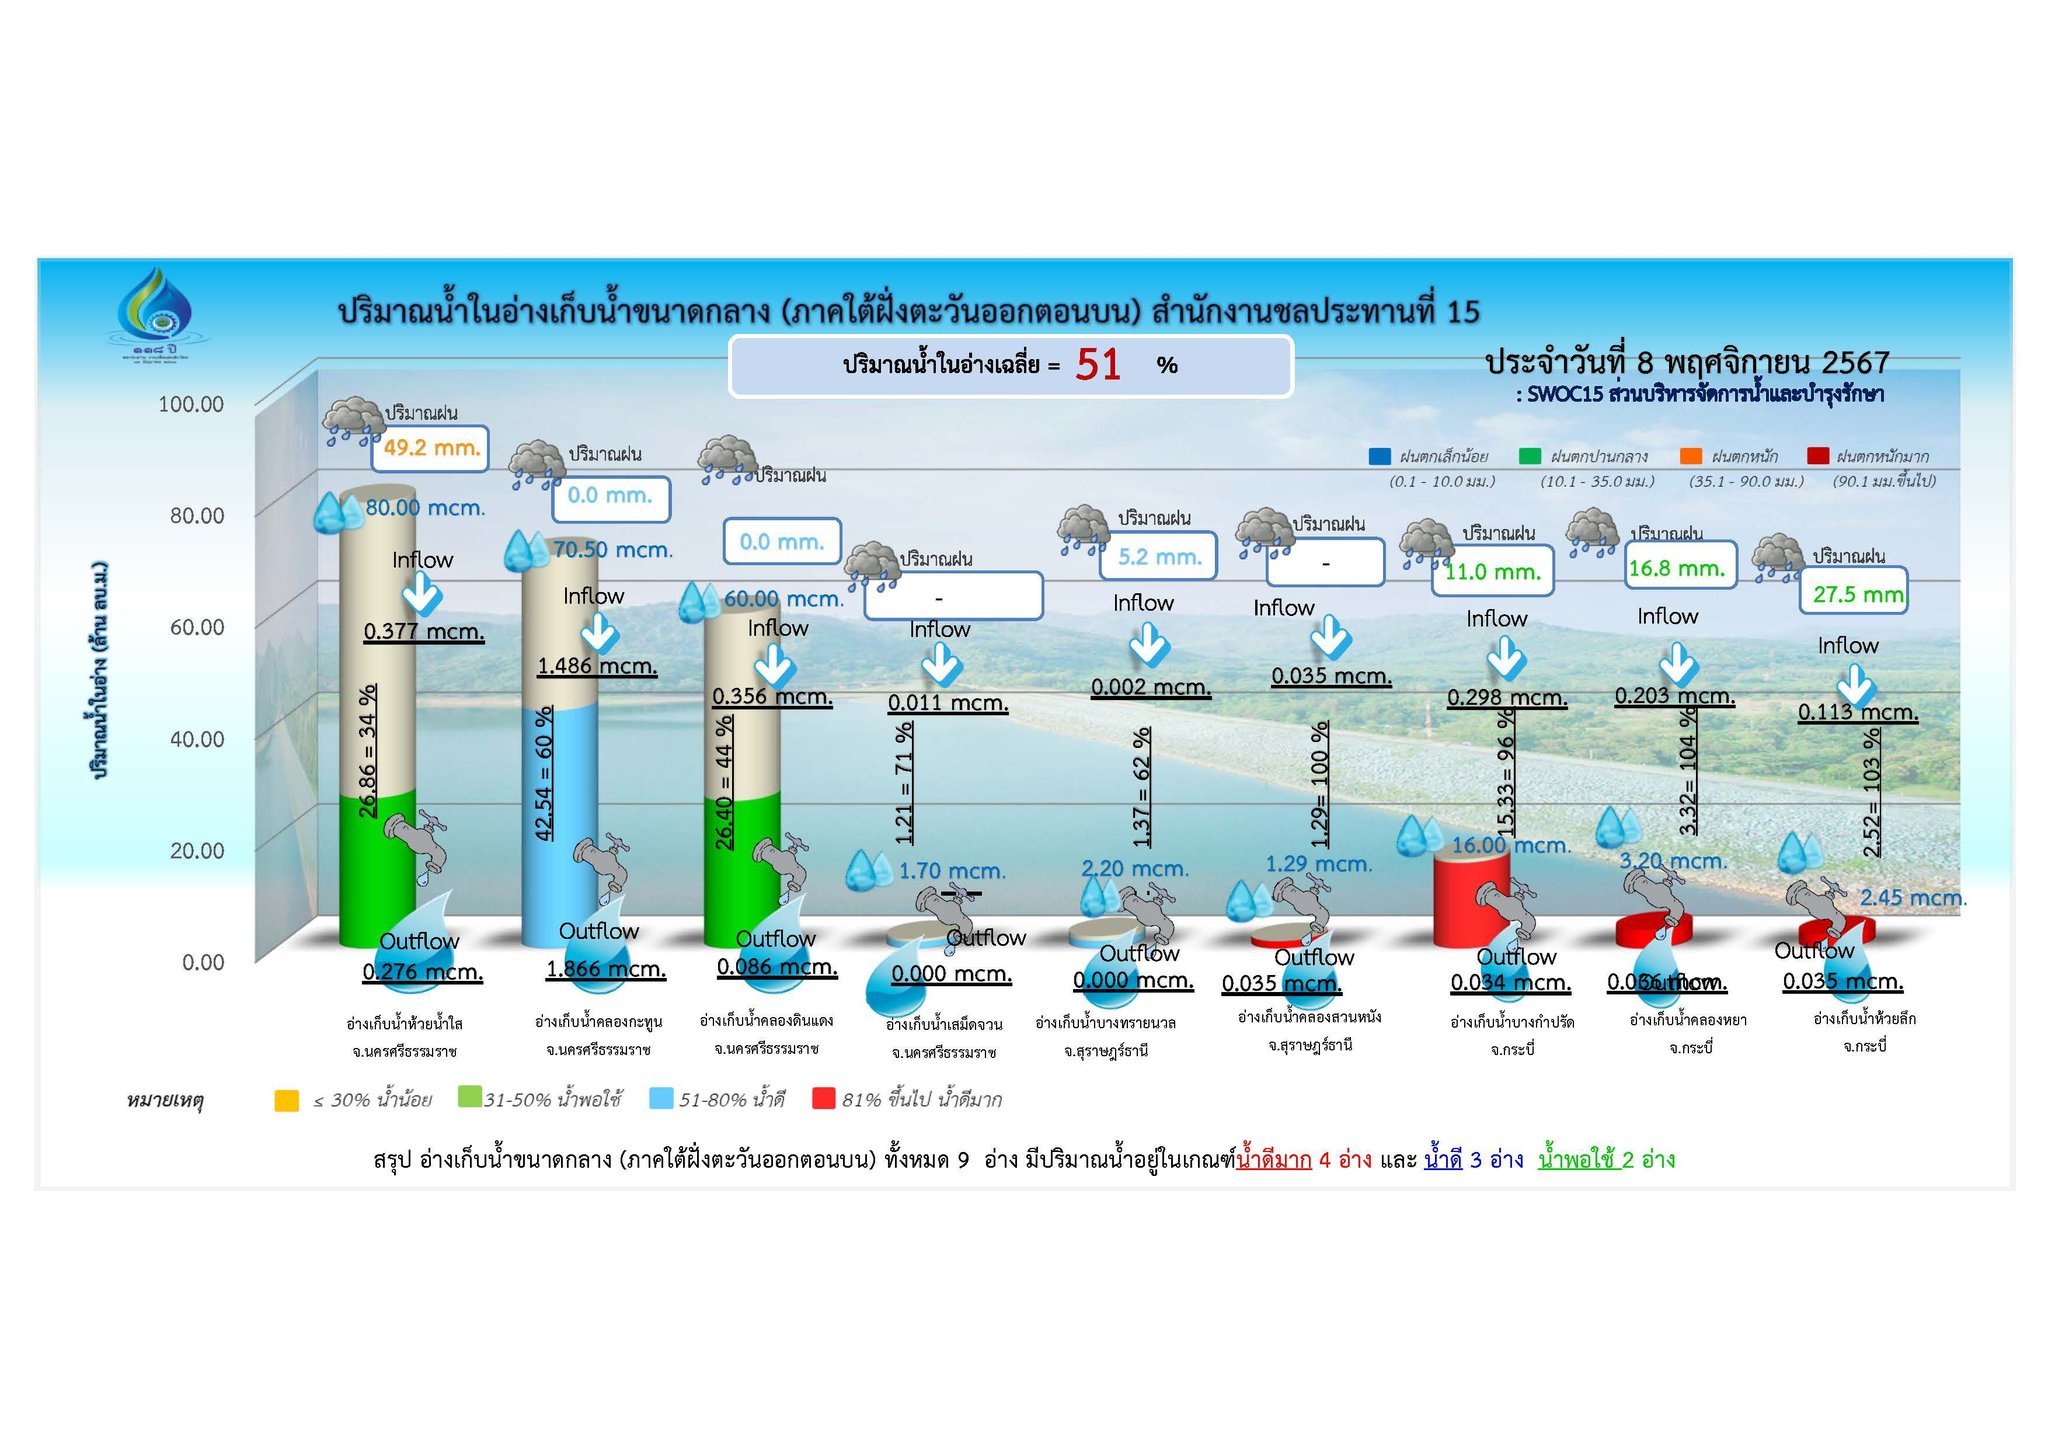 ปริมาณน้ำในอ่างเก็บน้ำขนาดกลาง (ภาคใต้ฝั่งตะวันออกตอนบน) สำนักงานชลประทานที่ 15
๑๑๘ ปี
ปริมาณน้ำในอ่างเฉลี่ย = 51 %
ประจำวันที่ 8 พฤศจิกายน 2567
: SWOC15 ส่วนบริหารจัดการน้ำและบำรุงรักษา
ฝนตกเล็กน้อย ฝนตกปานกลาง ฝนตกหนัก ฝนตกหนักมาก
(0.1 - 10.0 มม.) (10.1 - 35.0 มม.) (35.1 - 90.0 มม.) (90.1 มม.ขึ้นไป)
ปริมาณน้ำในอ่าง (ล้าน ลบ.ม.)
100.00
80.00
60.00
40.00
20.00
0.00
ปริมาณฝน
49.2 mm.
80.00 mcm.
Inflow
0.377 mcm.
26.86 = 34 %
Outflow
0.276 mcm.
อ่างเก็บน้ำห้วยน้ำใส
จ.นครศรีธรรมราช
ปริมาณฝน
0.0 mm.
70.50 mcm.
Inflow
1.486 mcm.
42.54 = 60 %
Outflow
1.866 mcm.
อ่างเก็บน้ำคลองกะทูน
จ.นครศรีธรรมราช
ปริมาณฝน
0.0 mm.
60.00 mcm.
Inflow
0.356 mcm.
26.40 = 44 %
Outflow
0.086 mcm.
อ่างเก็บน้ำคลองดินแดง
จ.นครศรีธรรมราช
ปริมาณฝน
-
Inflow
0.011 mcm.
1.21 = 71 %
1.70 mcm.
Outflow
0.000 mcm.
อ่างเก็บน้ำเสม็ดจวน
จ.นครศรีธรรมราช
ปริมาณฝน
5.2 mm.
Inflow
0.002 mcm.
1.37 = 62 %
2.20 mcm.
Outflow
0.000 mcm.
อ่างเก็บน้ำบางทรายนวล
จ.สุราษฎร์ธานี
ปริมาณฝน
-
Inflow
0.035 mcm.
1.29= 100 %
1.29 mcm.
Outflow
0.035 mcm.
อ่างเก็บน้ำคลองสวนหนัง
จ.สุราษฎร์ธานี
ปริมาณฝน
11.0 mm.
Inflow
0.298 mcm.
15.33= 96 %
16.00 mcm.
Outflow
0.034 mcm.
อ่างเก็บน้ำบางกำปรัด
จ.กระบี่
ปริมาณฝน
16.8 mm.
Inflow
0.203 mcm.
3.32= 104 %
3.20 mcm.
Outflow
อ่างเก็บน้ำคลองหยา
จ.กระบี่
ปริมาณฝน
27.5 mm.
Inflow
0.113 mcm.
2.52= 103 %
2.45 mcm.
Outflow
0.035 mcm.
อ่างเก็บน้ำห้วยลึก
จ.กระบี่
หมายเหตุ ≤ 30% น้ำน้อย 31-50% น้ำพอใช้ 51-80% น้ำดี 81% ขึ้นไป น้ำดีมาก
สรุป อ่างเก็บน้ำขนาดกลาง (ภาคใต้ฝั่งตะวันออกตอนบน) ทั้งหมด 9 อ่าง มีปริมาณน้ำอยู่ในเกณฑ์น้ำดีมาก 4 อ่าง และ น้ำดี 3 อ่าง น้ำพอใช้ 2 อ่าง